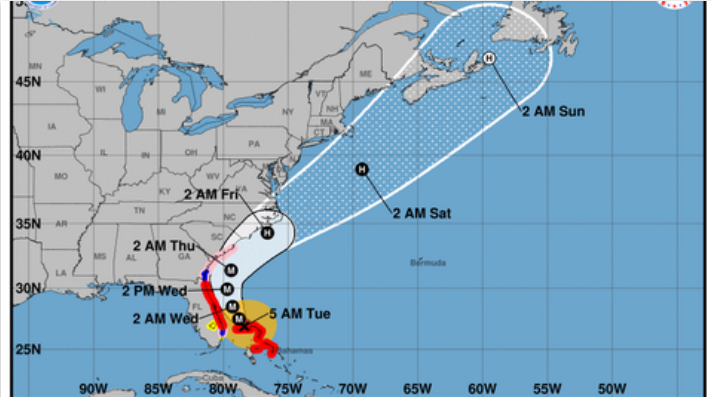 45N
40N
35N
30N
25N
90W
85W
80W
75W
70W
65W
60W
55W
50W
MN
WI
MI
IA
IL
IN
OH
PA
NY
VT
NH
MA
CT
ME
MO
KY
WV
VA
TN
NC
AR
SC
MS
AL
GA
LA
FL
NJ
Bermuda
Bahamas
Cuba
2 AM Sun
H
2 AM Sat
H
2 AM Fri
H
2 AM Thu
M
2 PM Wed
M
2 AM Wed
M
M
5 AM Tue
X